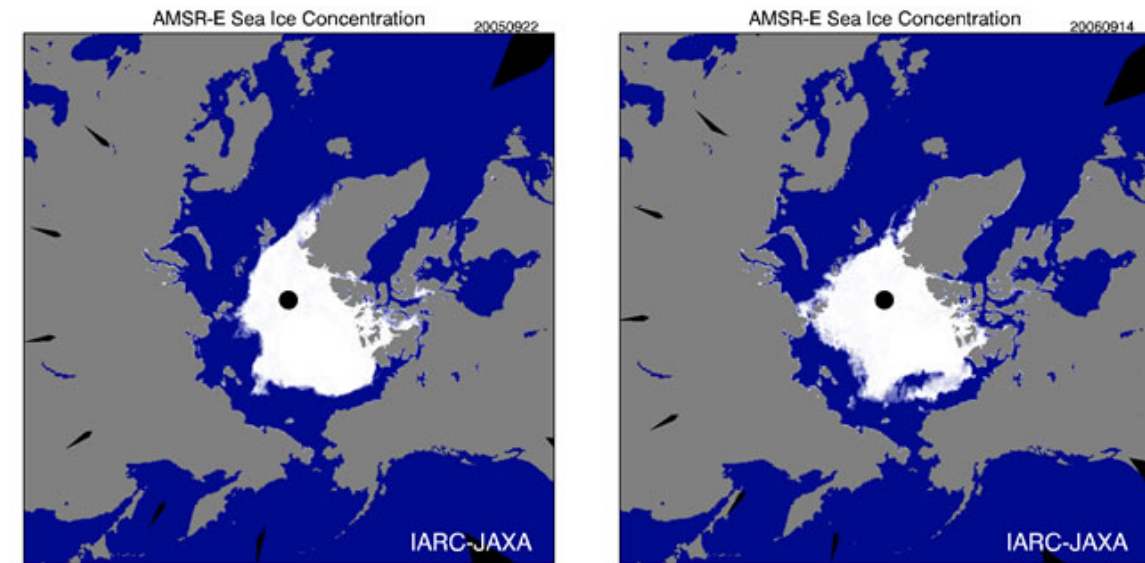 AMSR-E Sea Ice Concentration
20050922
IARC-JAXA
AMSR-E Sea Ice Concentration
20060914
IARC-JAXA